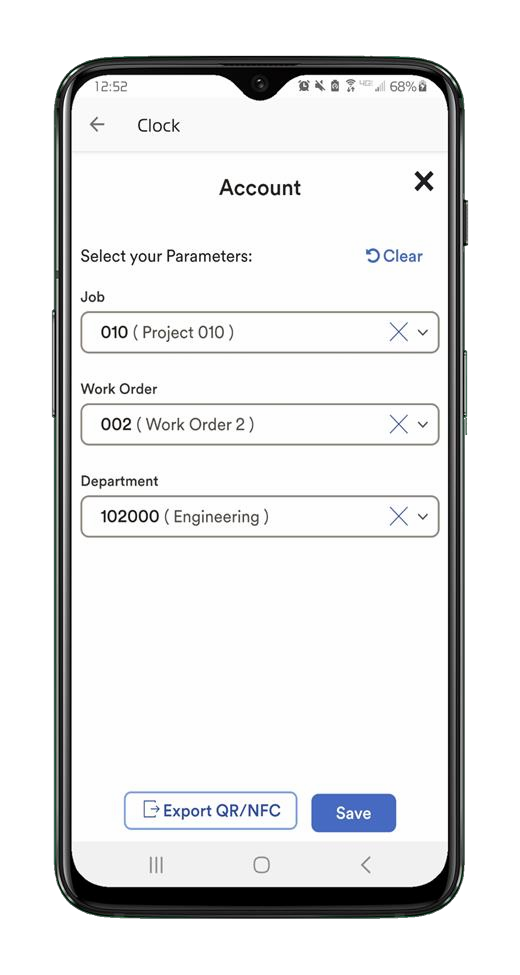 12:52 68%
Clock
Account
Select your Parameters: Clear
Job
010 ( Project 010 )
Work Order
002 ( Work Order 2 )
Department
102000 ( Engineering )
Export QR/NFC Save